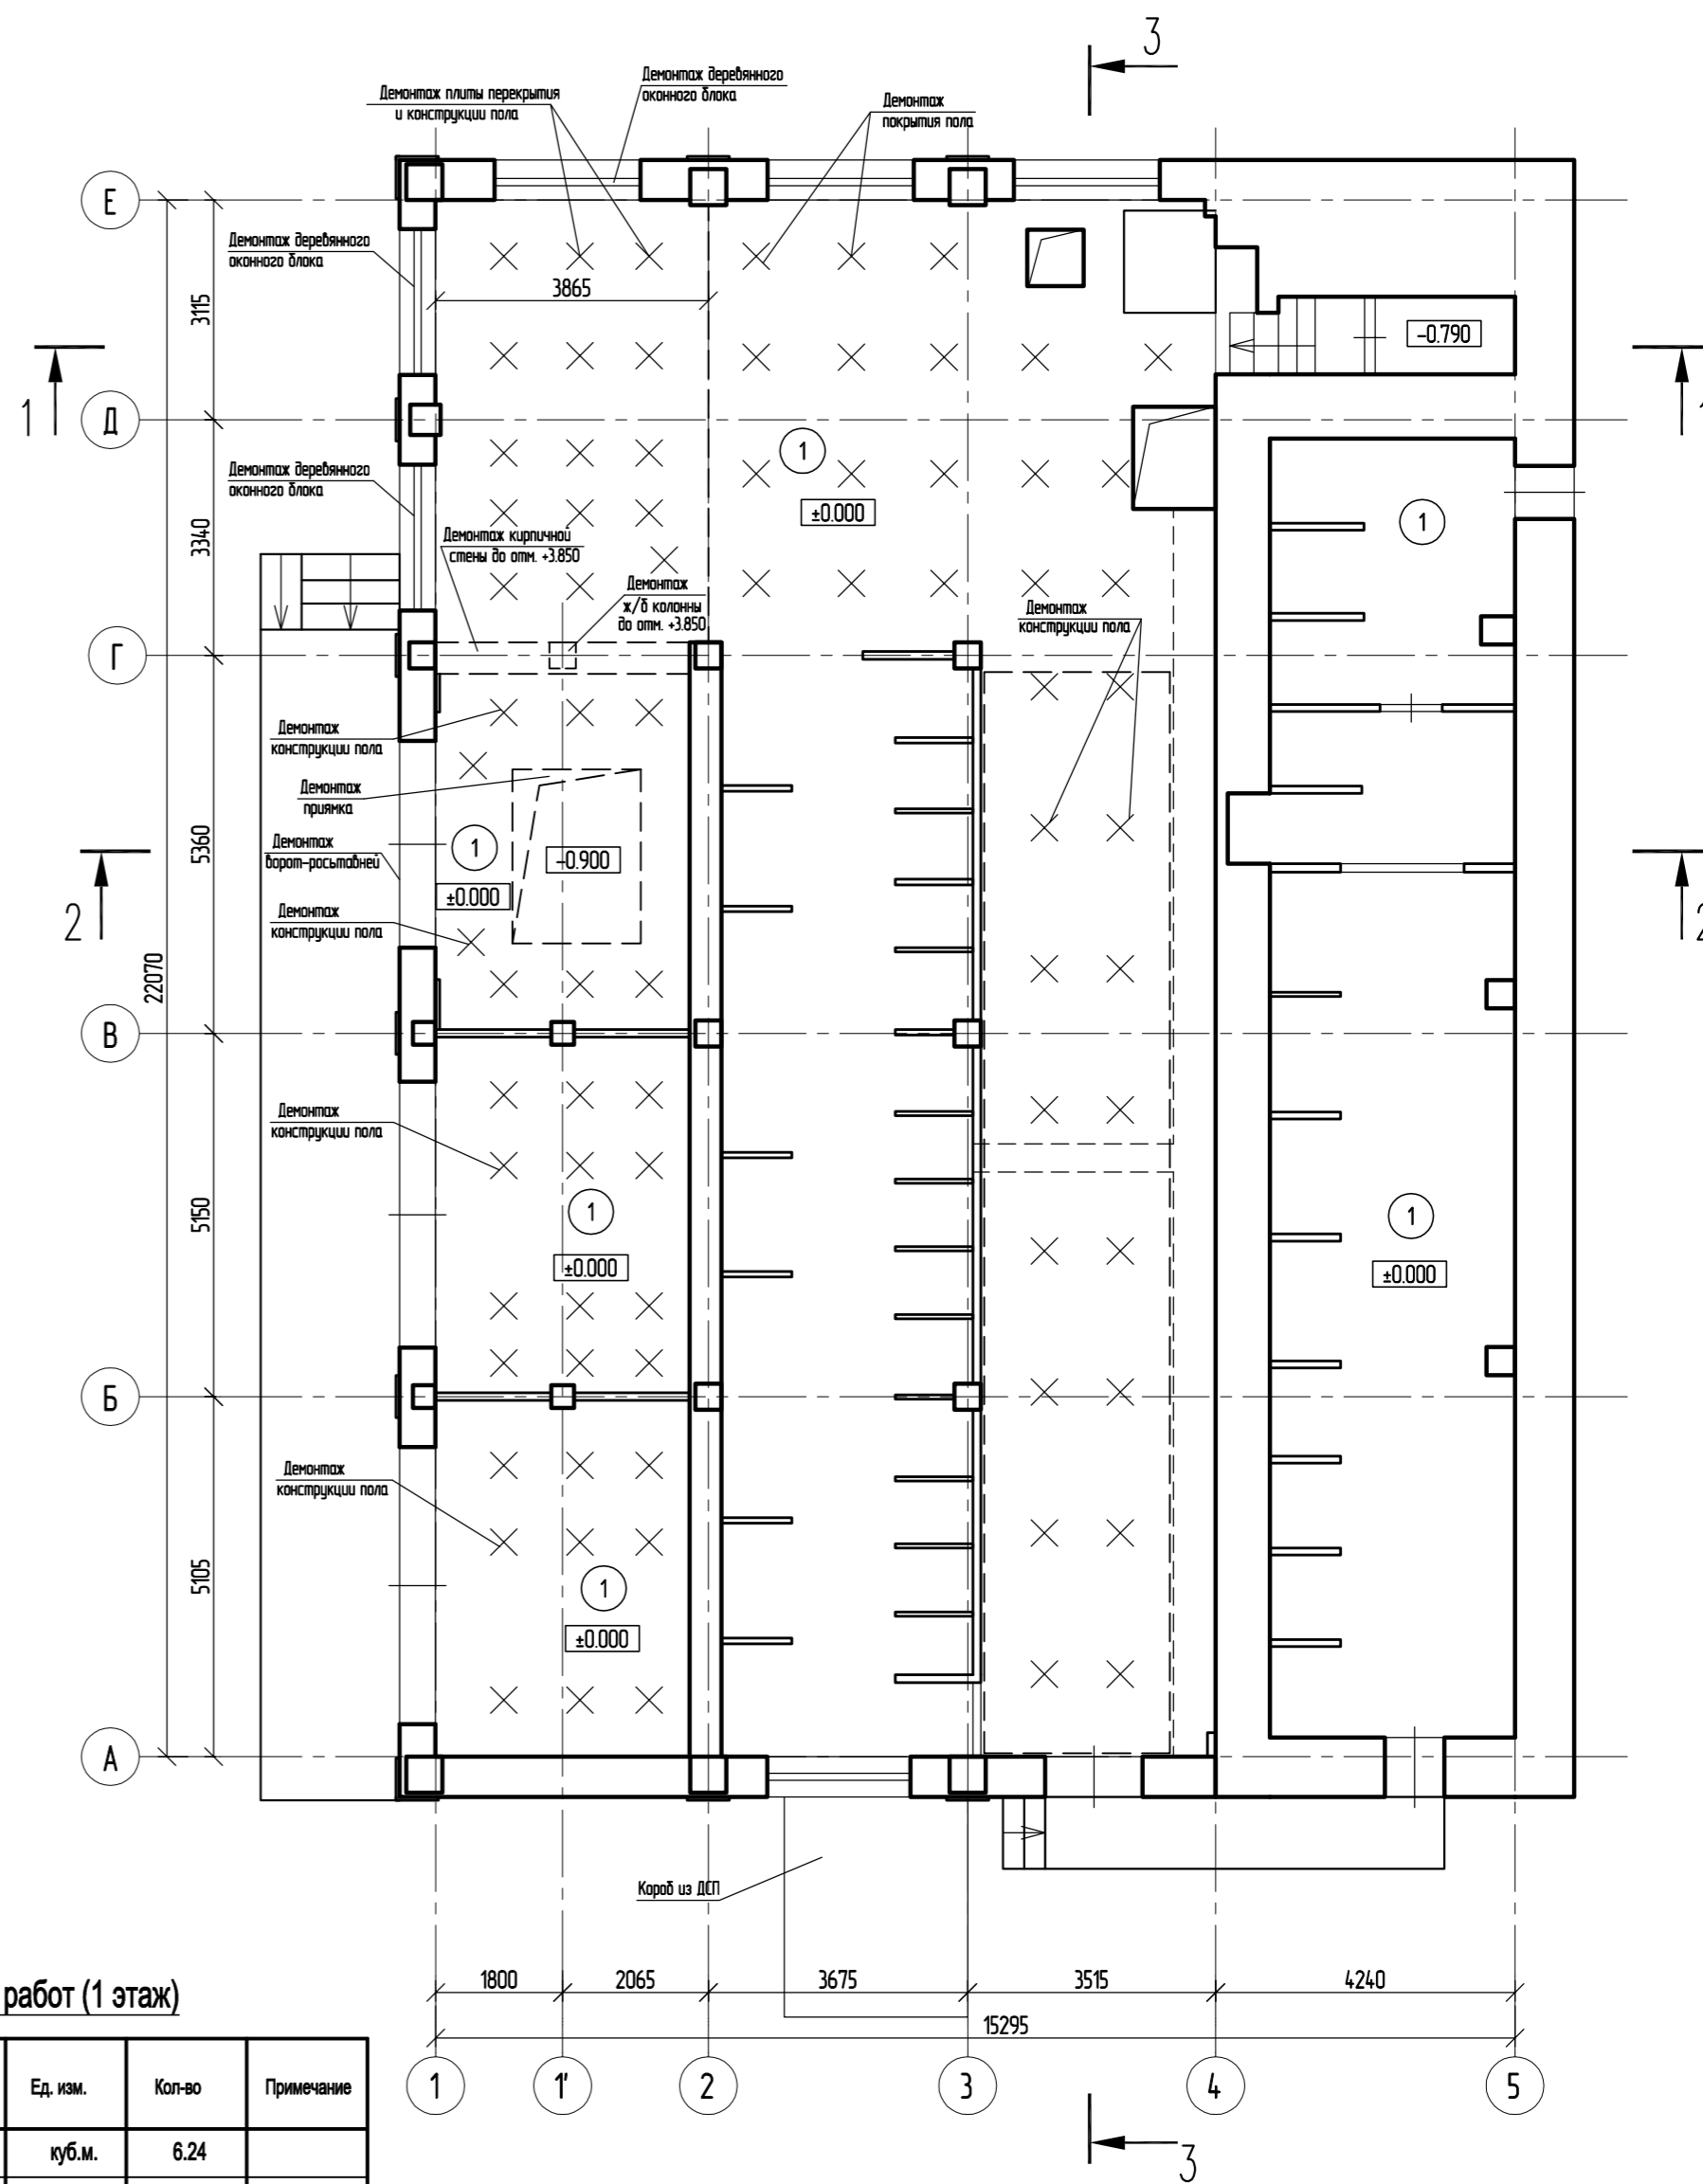 3
Демонтаж деревянного
оконного блока
Демонтаж плиты перекрытия
и конструкции пола
Демонтаж
покрытия пола
Е
Демонтаж деревянного
оконного блока
3865
3115
-0.790
1
1
Д
1
Демонтаж деревянного
оконного блока
±0.000
1
3340
Демонтаж кирпичной
стены до отм. +3.850
Демонтаж
ж/б колонны
до отм. +3.850
Демонтаж
конструкции пола
Г
Демонтаж
конструкции пола
Демонтаж
приямка
Демонтаж
ворот-росьтавней
5360
1
-0.900
±0.000
2
2
Демонтаж
конструкции пола
22070
В
Демонтаж
конструкции пола
5150
1
±0.000
1
±0.000
Б
Демонтаж
конструкции пола
5105
1
±0.000
А
Короб из ДСП
1800
2065
3675
3515
4240
15295
работ (1 этаж)
Ед. изм.
Кол-во
Примечание
куб.м.
6.24
1
1'
2
3
4
5
3